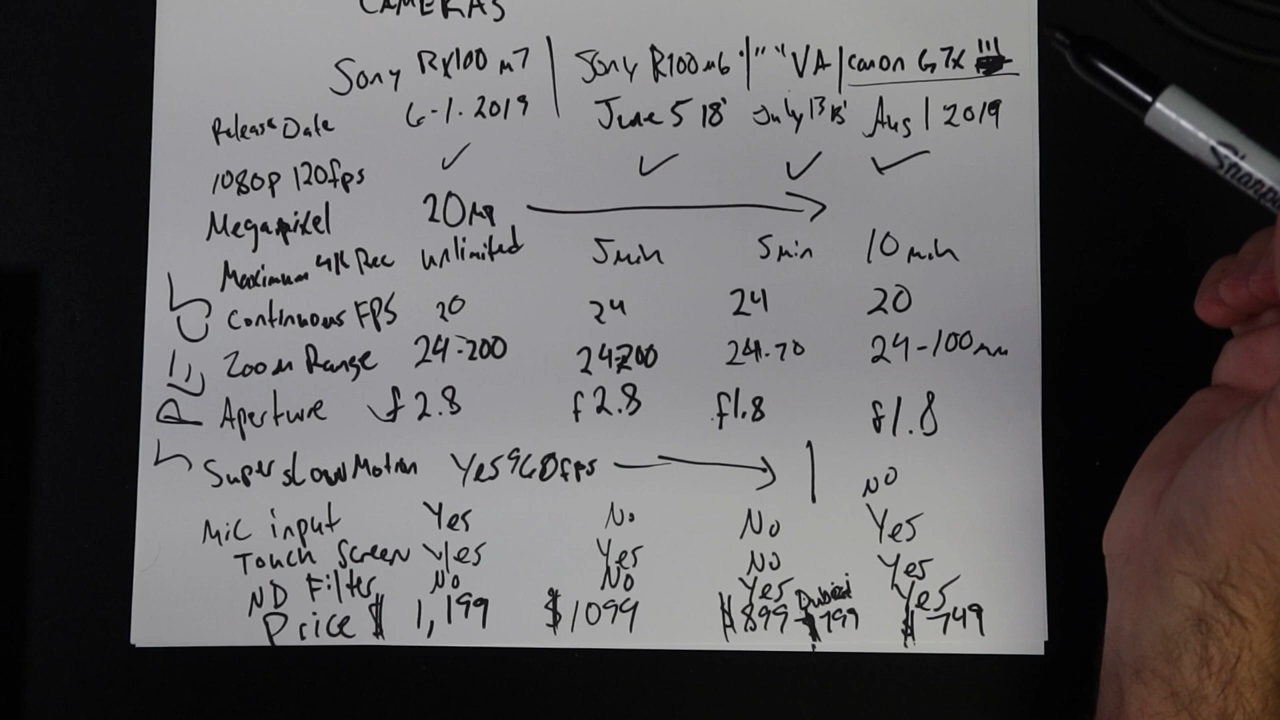 CAMERAS
Sony RX100 m7 | Sony R100 m6 | " " VA | canon G7X III
Release Date 6-1.2019 June 5 18' July 13 18' Aug 1 2019
1080p 120fps ✓ ✓ ✓ ✓
Megapixel 20mp →
Maximum 4K Rec unlimited 5min 5min 10min
Continuous FPS 20 24 24 20
Zoom Range 24-200 24-200 24-70 24-100mm
Aperture f2.8 f2.8 f1.8 f1.8
Super slow Motion Yes 960fps → | NO
Mic input Yes No No Yes
Touch Screen Yes Yes No Yes
ND Filter No No Yes Yes
Price $1,199 $1099 $899 - $799 $749
Sharpie